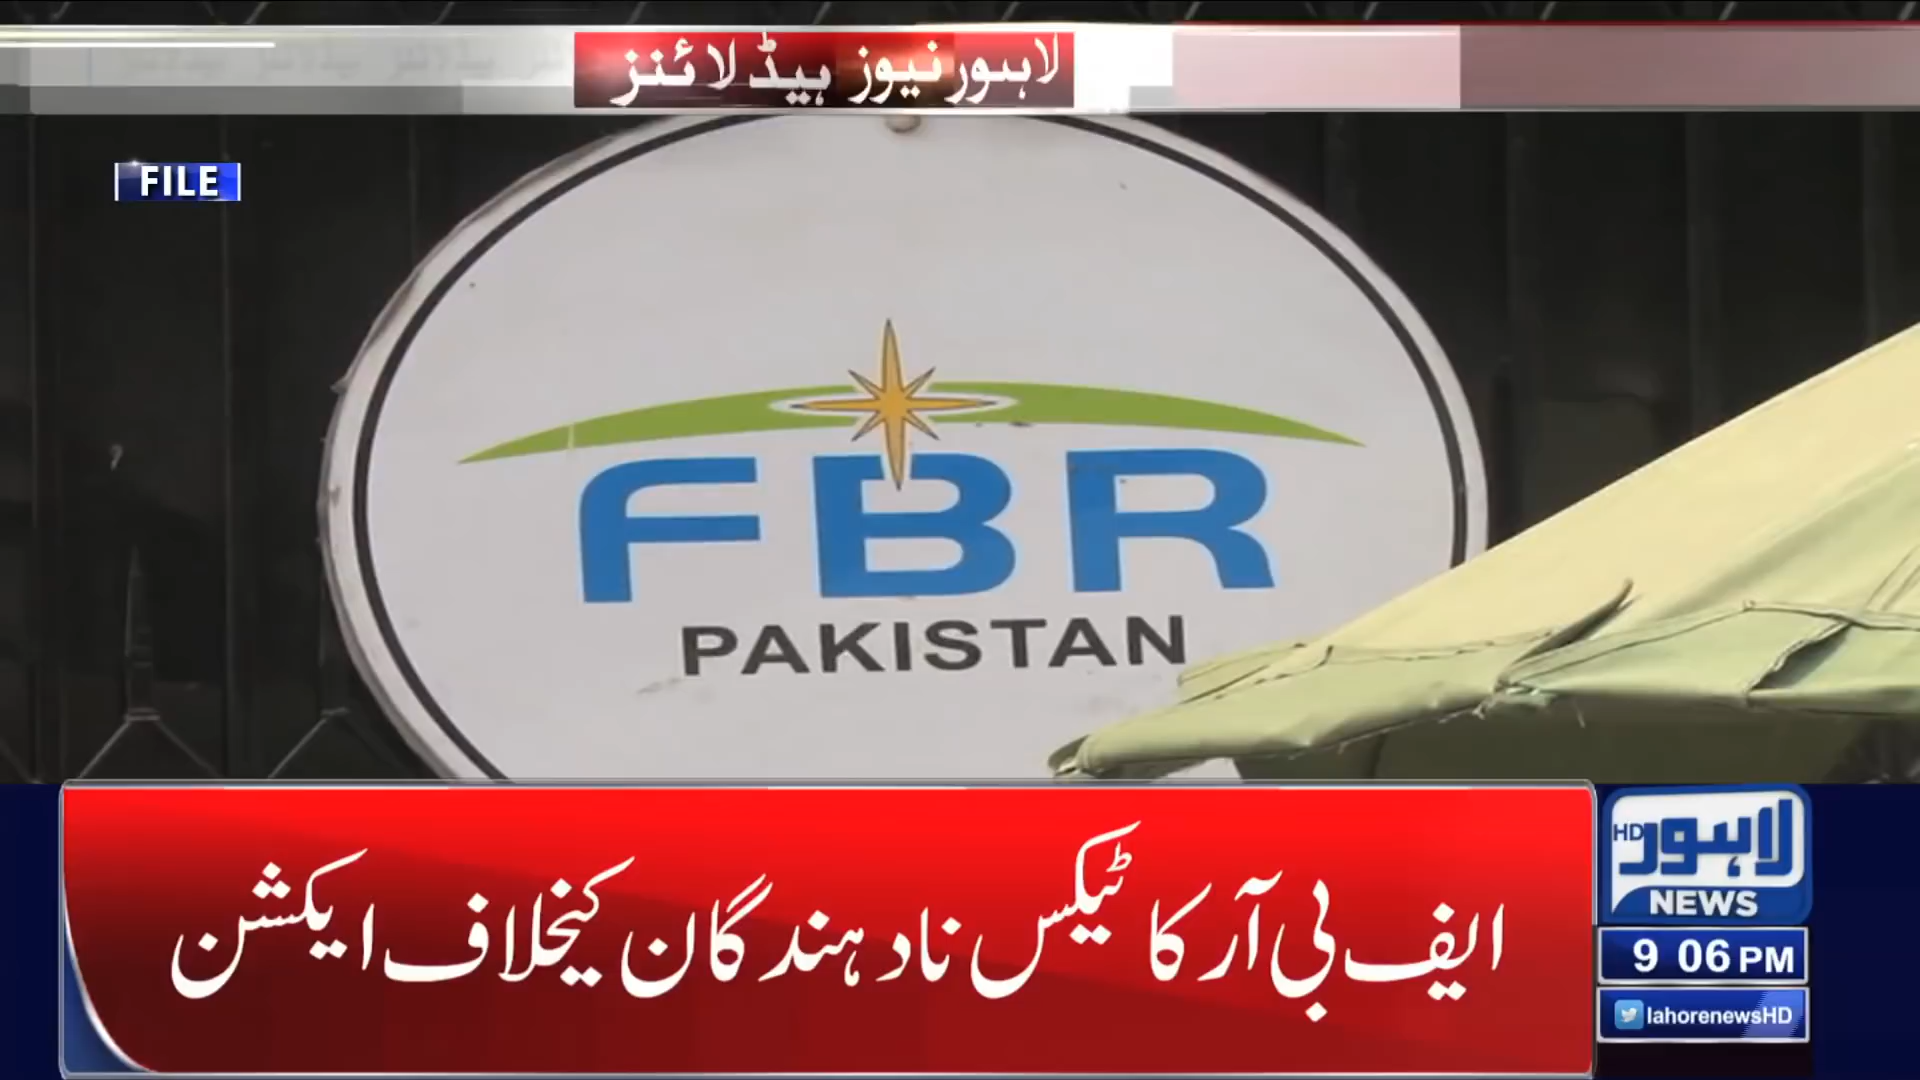 لاہور نیوز ہیڈ لائنز
FILE
FBR
PAKISTAN
ایف بی آر کا ٹیکس نادہندگان کیخلاف ایکشن
لاہور HD
NEWS
9 06 PM
lahorenewsHD